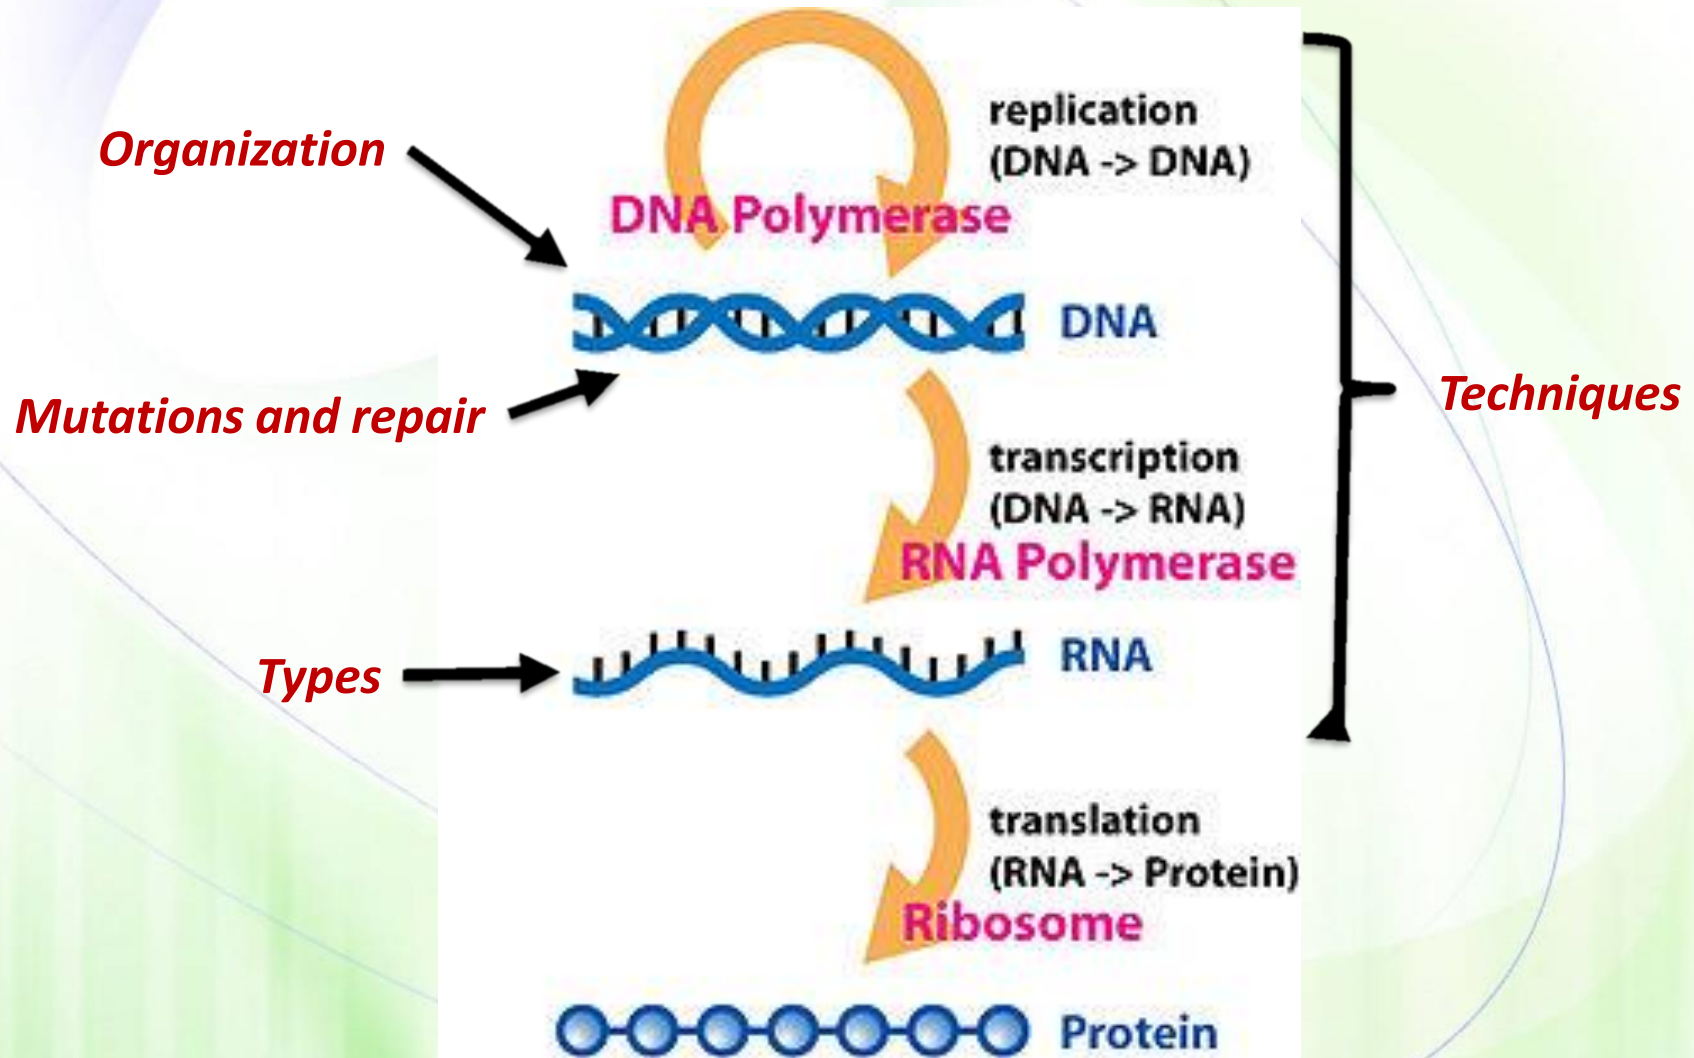 replication
(DNA -> DNA)
Organization
DNA Polymerase
DNA
Mutations and repair
Techniques
transcription
(DNA -> RNA)
RNA Polymerase
RNA
Types
translation
(RNA -> Protein)
Ribosome
Protein